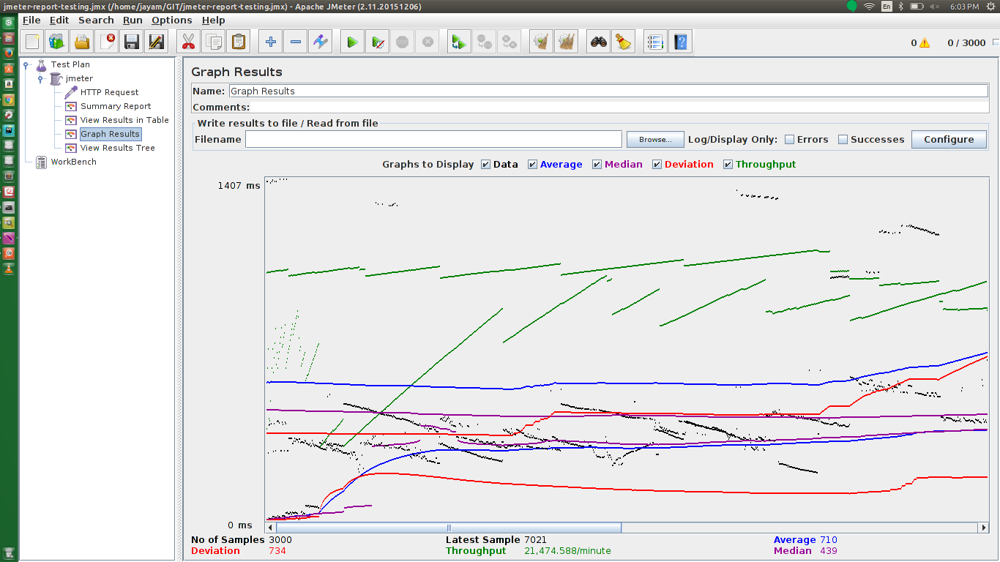 jmeter-report-testing.jmx (/home/jayam/GIT/jmeter-report-testing.jmx) - Apache JMeter (2.11.20151206)
En
6:03 PM
File Edit Search Run Options Help
0
0 / 3000
Test Plan
jmeter
HTTP Request
Summary Report
View Results in Table
Graph Results
View Results Tree
WorkBench
Graph Results
Name: Graph Results
Comments:
Write results to file / Read from file
Filename Browse... Log/Display Only: Errors Successes Configure
Graphs to Display Data Average Median Deviation Throughput
1407 ms
0 ms
No of Samples 3000 Latest Sample 7021 Average 710
Deviation 734 Throughput 21,474.588/minute Median 439